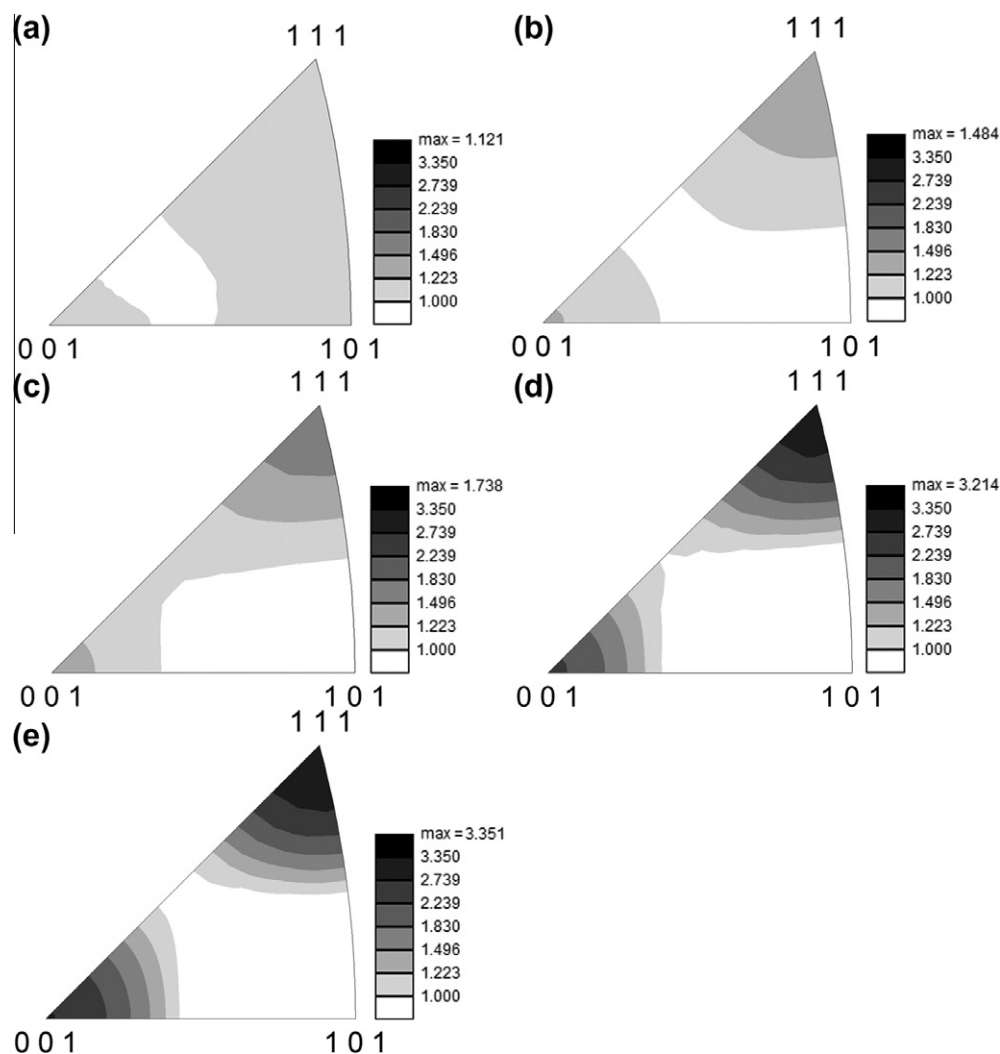 (a)
1 1 1
max = 1.121
3.350
2.739
2.239
1.830
1.496
1.223
1.000
0 0 1
1 0 1
(b)
1 1 1
max = 1.484
3.350
2.739
2.239
1.830
1.496
1.223
1.000
0 0 1
1 0 1
(c)
1 1 1
max = 1.738
3.350
2.739
2.239
1.830
1.496
1.223
1.000
0 0 1
1 0 1
(d)
1 1 1
max = 3.214
3.350
2.739
2.239
1.830
1.496
1.223
1.000
0 0 1
1 0 1
(e)
1 1 1
max = 3.351
3.350
2.739
2.239
1.830
1.496
1.223
1.000
0 0 1
1 0 1